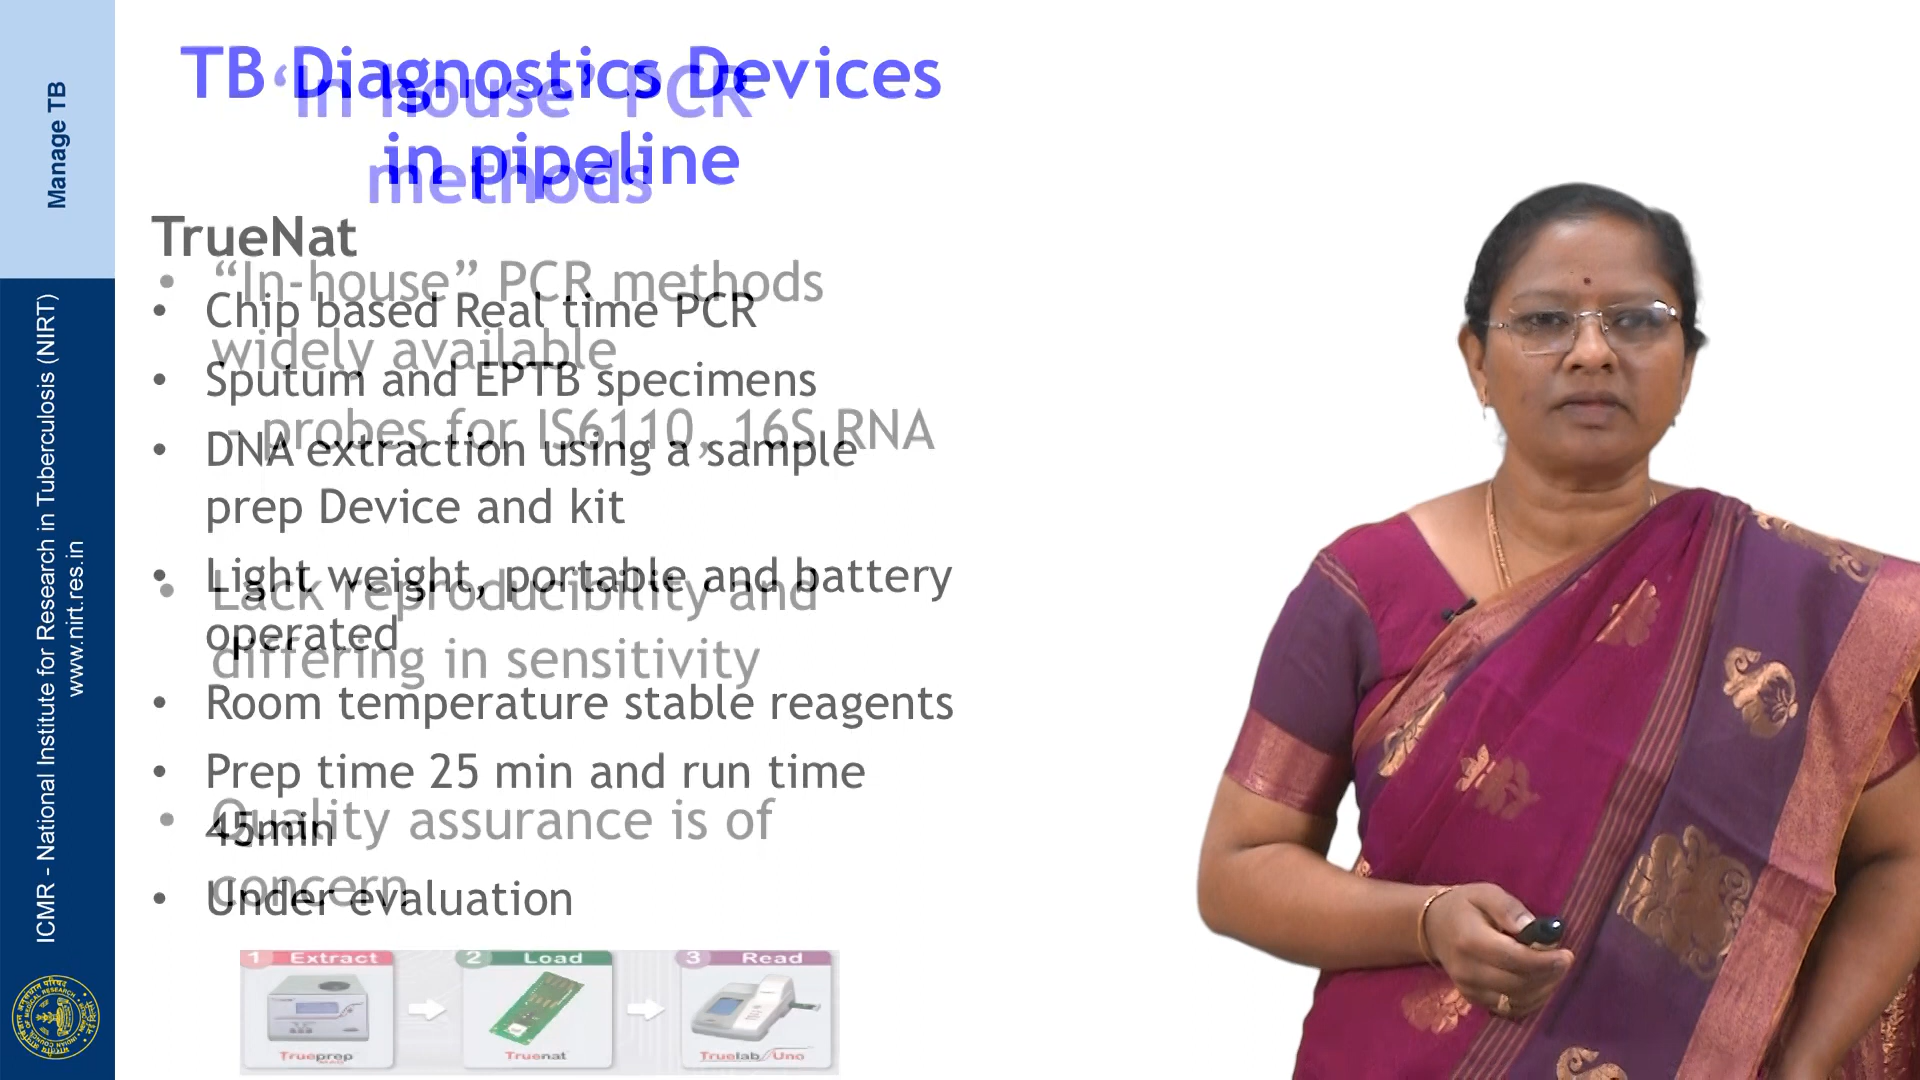 Manage TB
ICMR - National Institute for Research in Tuberculosis (NIRT)
www.nirt.res.in
TB Diagnostics Devices
in pipeline
‘In house’ PCR
methods
TrueNat
• Chip based Real time PCR
• Sputum and EPTB specimens
• DNA extraction using a sample
prep Device and kit
• Light weight, portable and battery
operated
• Room temperature stable reagents
• Prep time 25 min and run time
45min
• Under evaluation
• “In-house” PCR methods
widely available
- probes for IS6110, 16S RNA
• Lack reproducibility and
differing in sensitivity
• Quality assurance is of
concern
1 Extract
2 Load
3 Read
Trueprep
Truenat
Truelab Uno